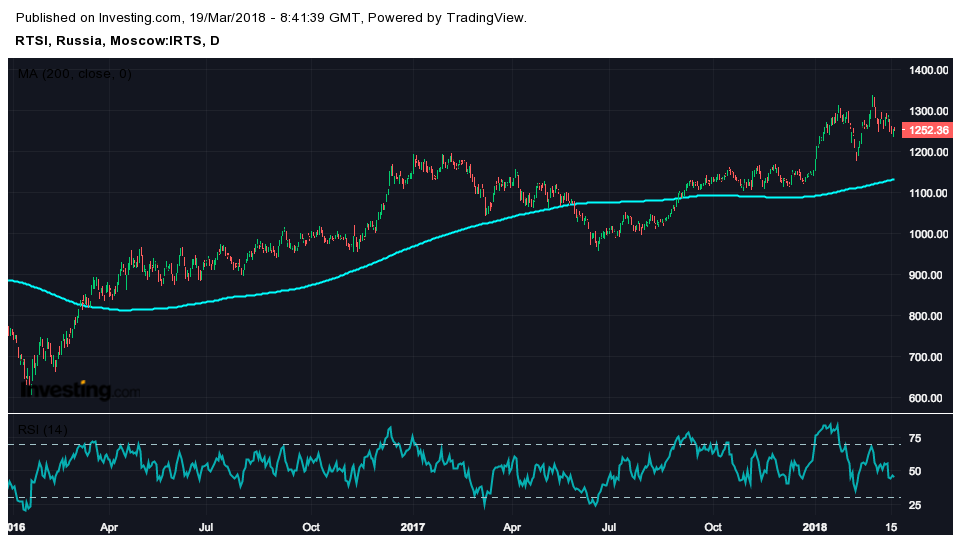 Published on Investing.com, 19/Mar/2018 - 8:41:39 GMT, Powered by TradingView.
RTSI, Russia, Moscow:IRTS, D
MA (200, close, 0)
1400.00
1300.00
1252.36
1200.00
1100.00
1000.00
900.00
800.00
700.00
600.00
Investing.com
RSI (14)
75
50
25
016 Apr Jul Oct 2017 Apr Jul Oct 2018 15